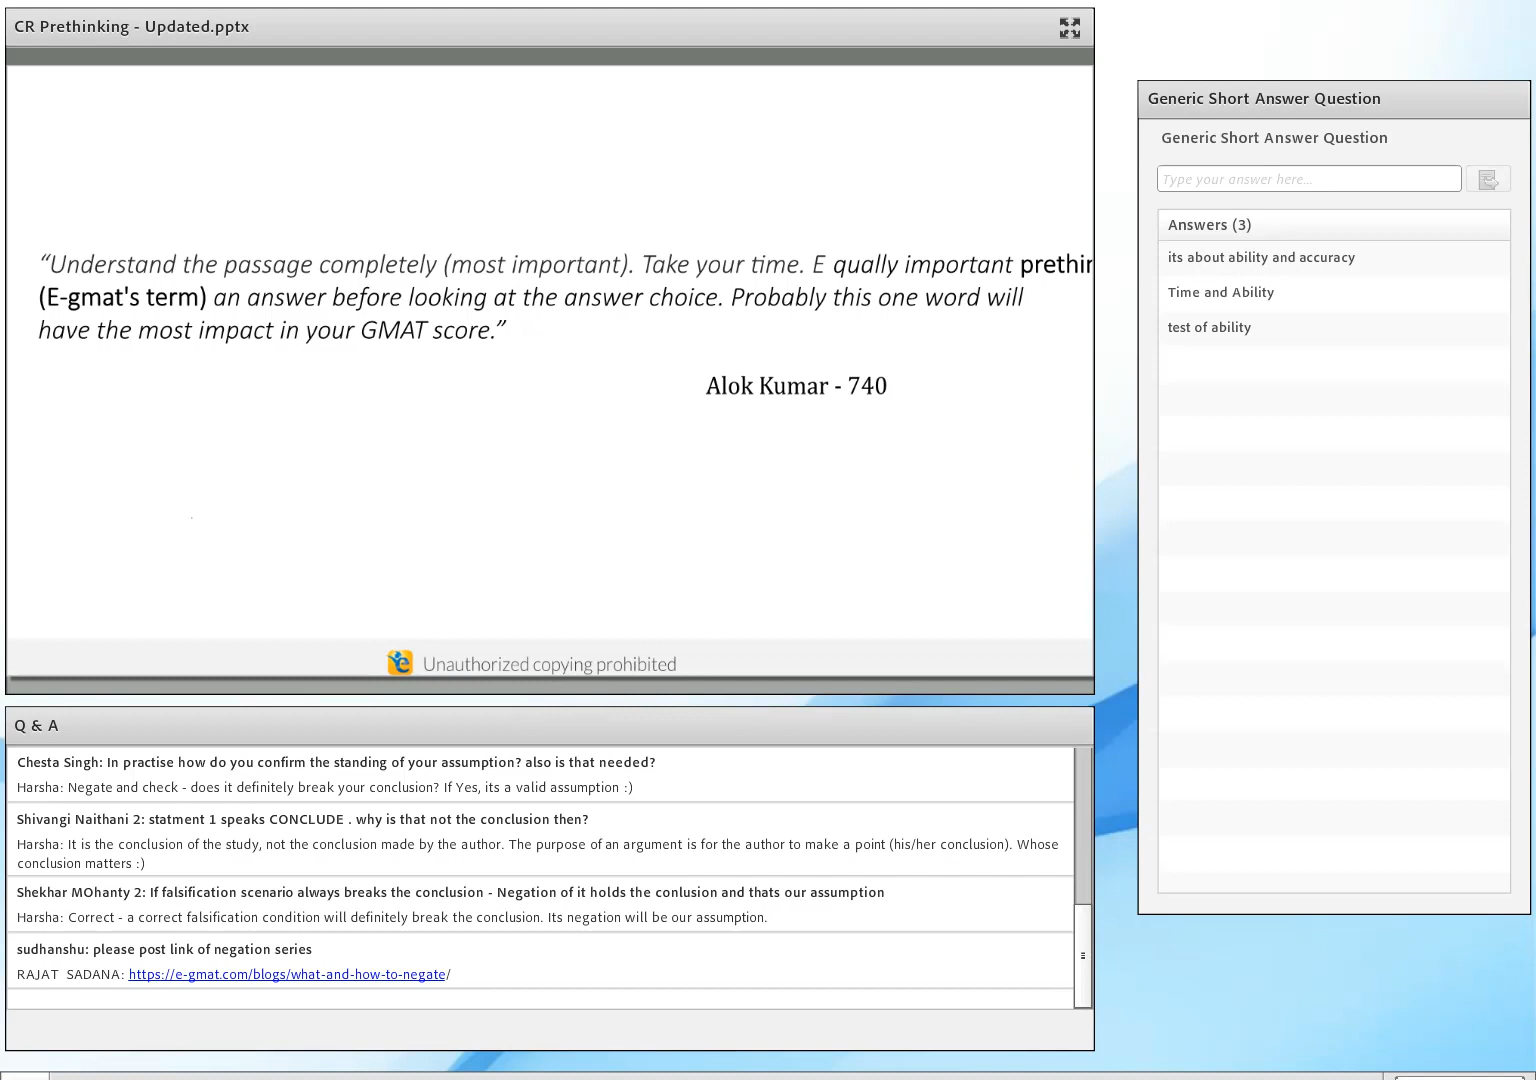 CR Prethinking - Updated.pptx
“Understand the passage completely (most important). Take your time. E qually important prethin
(E-gmat's term) an answer before looking at the answer choice. Probably this one word will
have the most impact in your GMAT score.”
Alok Kumar - 740
Unauthorized copying prohibited
Q & A
Chesta Singh: In practise how do you confirm the standing of your assumption? also is that needed?
Harsha: Negate and check - does it definitely break your conclusion? If Yes, its a valid assumption :)
Shivangi Naithani 2: statment 1 speaks CONCLUDE . why is that not the conclusion then?
Harsha: It is the conclusion of the study, not the conclusion made by the author. The purpose of an argument is for the author to make a point (his/her conclusion). Whose
conclusion matters :)
Shekhar MOhanty 2: If falsification scenario always breaks the conclusion - Negation of it holds the conlusion and thats our assumption
Harsha: Correct - a correct falsification condition will definitely break the conclusion. Its negation will be our assumption.
sudhanshu: please post link of negation series
RAJAT SADANA: https://e-gmat.com/blogs/what-and-how-to-negate/
Generic Short Answer Question
Generic Short Answer Question
Type your answer here...
Answers (3)
its about ability and accuracy
Time and Ability
test of ability